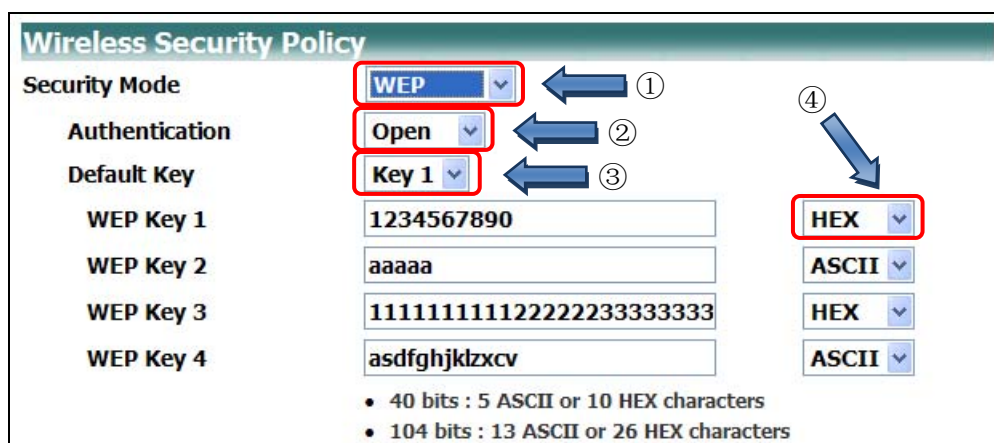 Wireless Security Policy
Security Mode WEP ①
Authentication Open ②
④
Default Key Key 1 ③
WEP Key 1 1234567890 HEX
WEP Key 2 aaaaa ASCII
WEP Key 3 11111111112222223333333333 HEX
WEP Key 4 asdfghjklzxcv ASCII
• 40 bits : 5 ASCII or 10 HEX characters
• 104 bits : 13 ASCII or 26 HEX characters